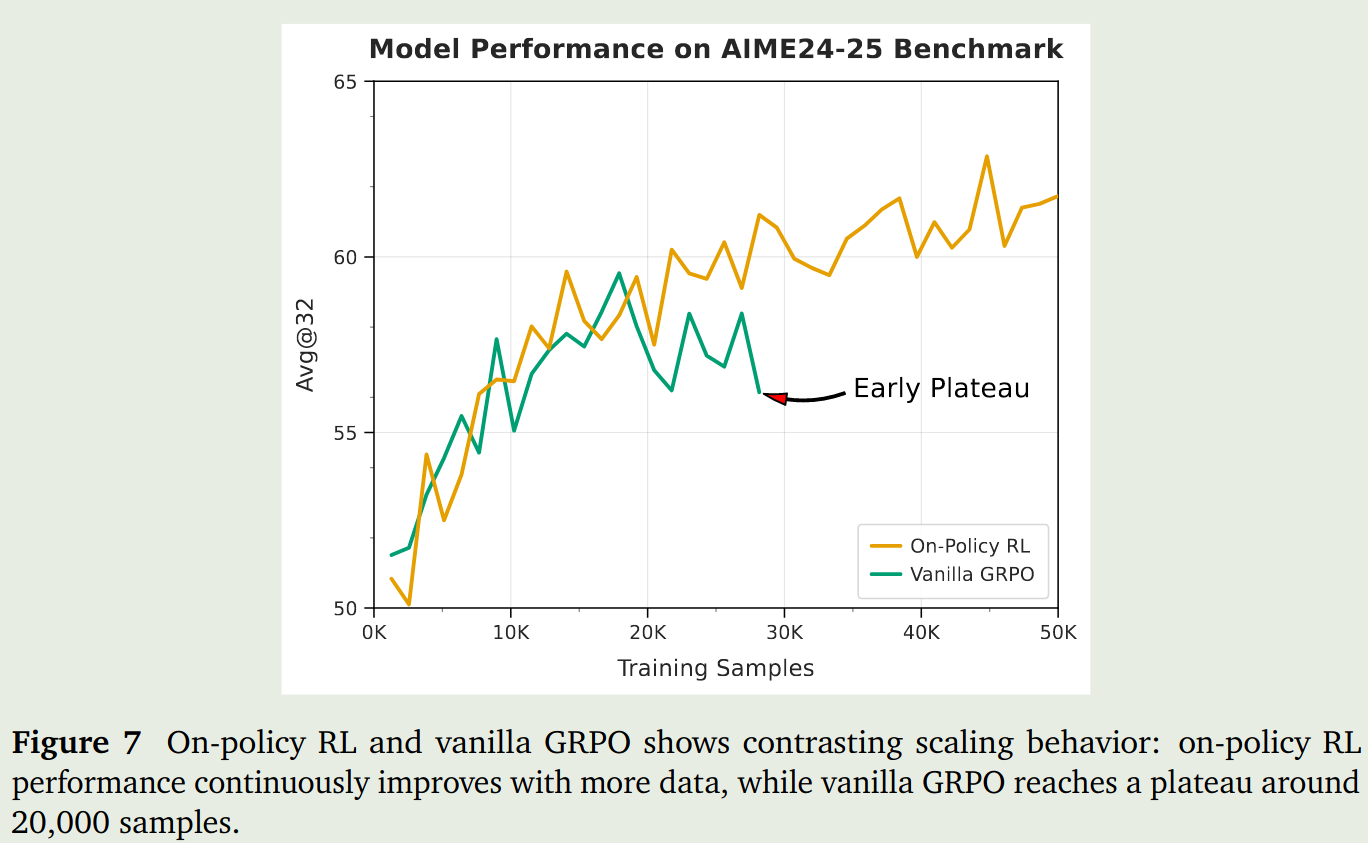 Model Performance on AIME24-25 Benchmark
65
60
55
50
Avg@32
Early Plateau
On-Policy RL
Vanilla GRPO
0K 10K 20K 30K 40K 50K
Training Samples
Figure 7 On-policy RL and vanilla GRPO shows contrasting scaling behavior: on-policy RL
performance continuously improves with more data, while vanilla GRPO reaches a plateau around
20,000 samples.